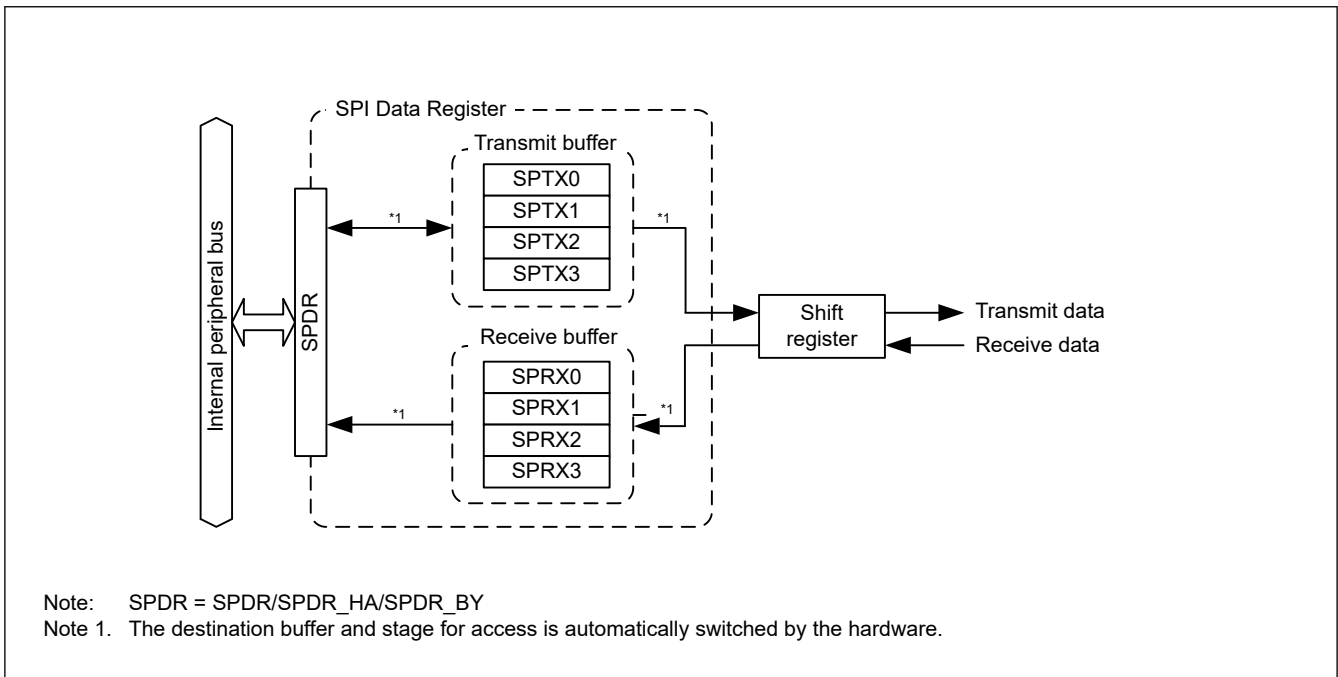 SPI Data Register
Transmit buffer
SPTX0
SPTX1
SPTX2
SPTX3
*1
*1
Internal peripheral bus
SPDR
Shift
register
Transmit data
Receive data
Receive buffer
SPRX0
SPRX1
SPRX2
SPRX3
*1
*1
Note: SPDR = SPDR/SPDR_HA/SPDR_BY
Note 1. The destination buffer and stage for access is automatically switched by the hardware.